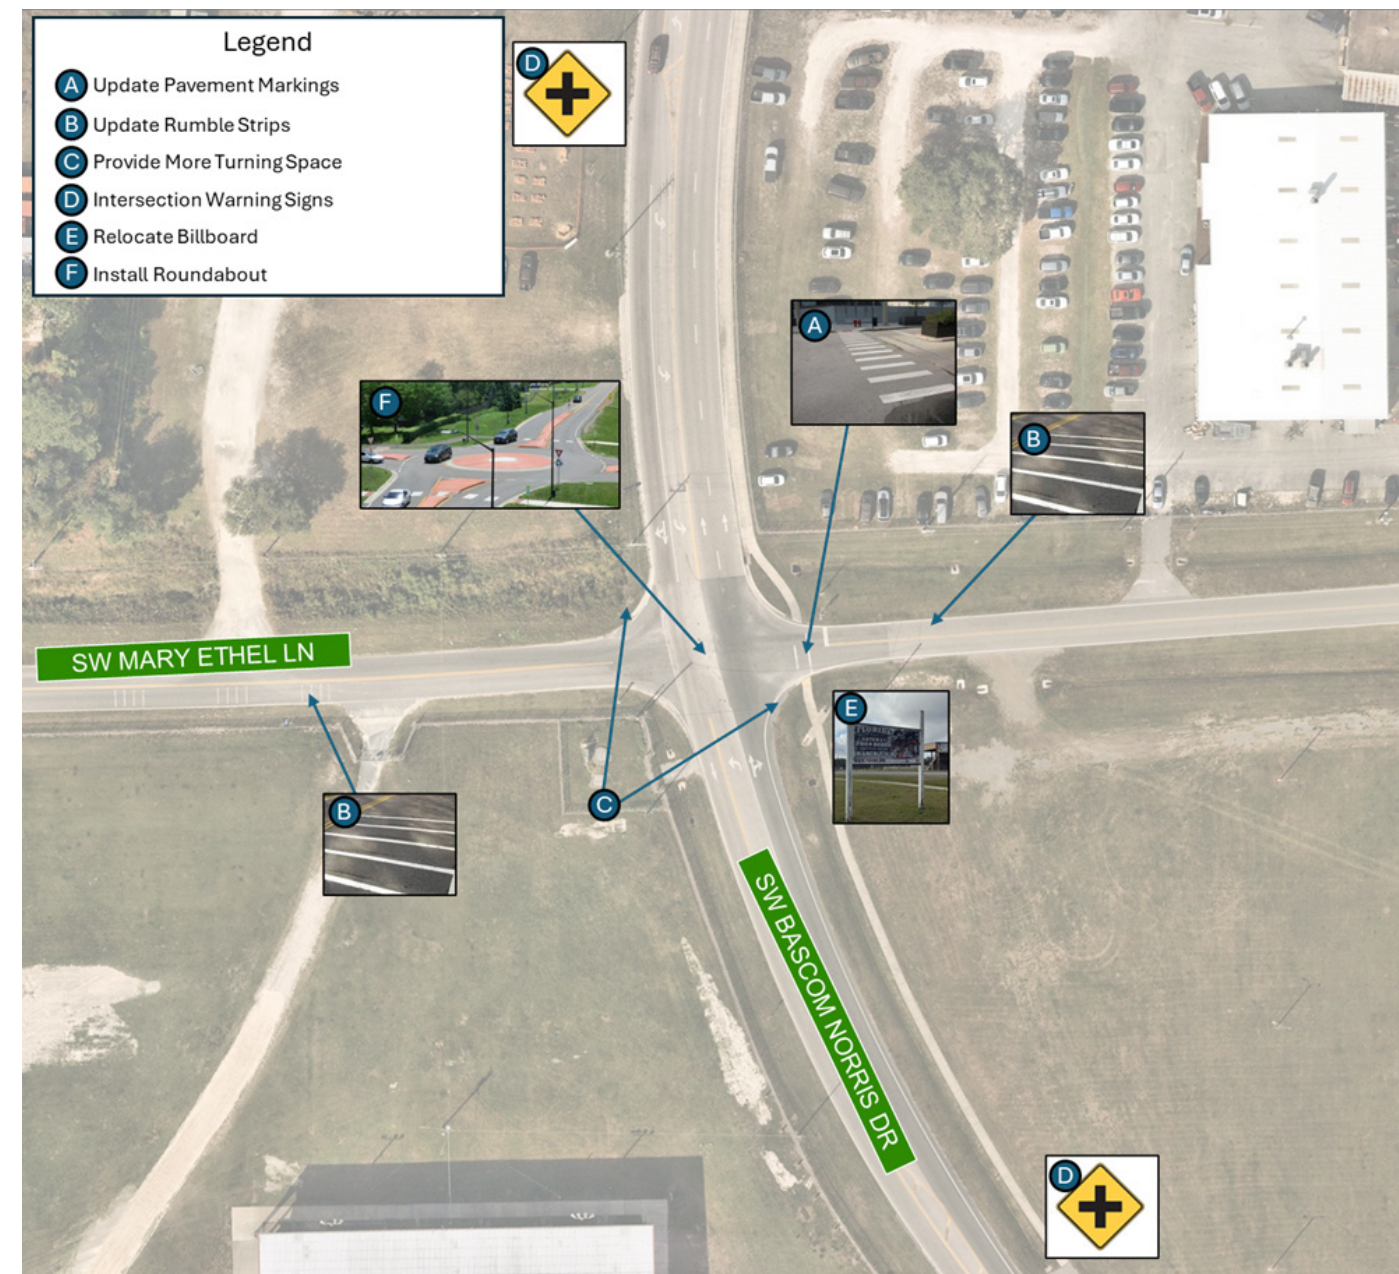 Legend
A Update Pavement Markings
B Update Rumble Strips
C Provide More Turning Space
D Intersection Warning Signs
E Relocate Billboard
F Install Roundabout
D
A
F
B
SW MARY ETHEL LN
E
B
C
SW BASCOM NORRIS DR
D